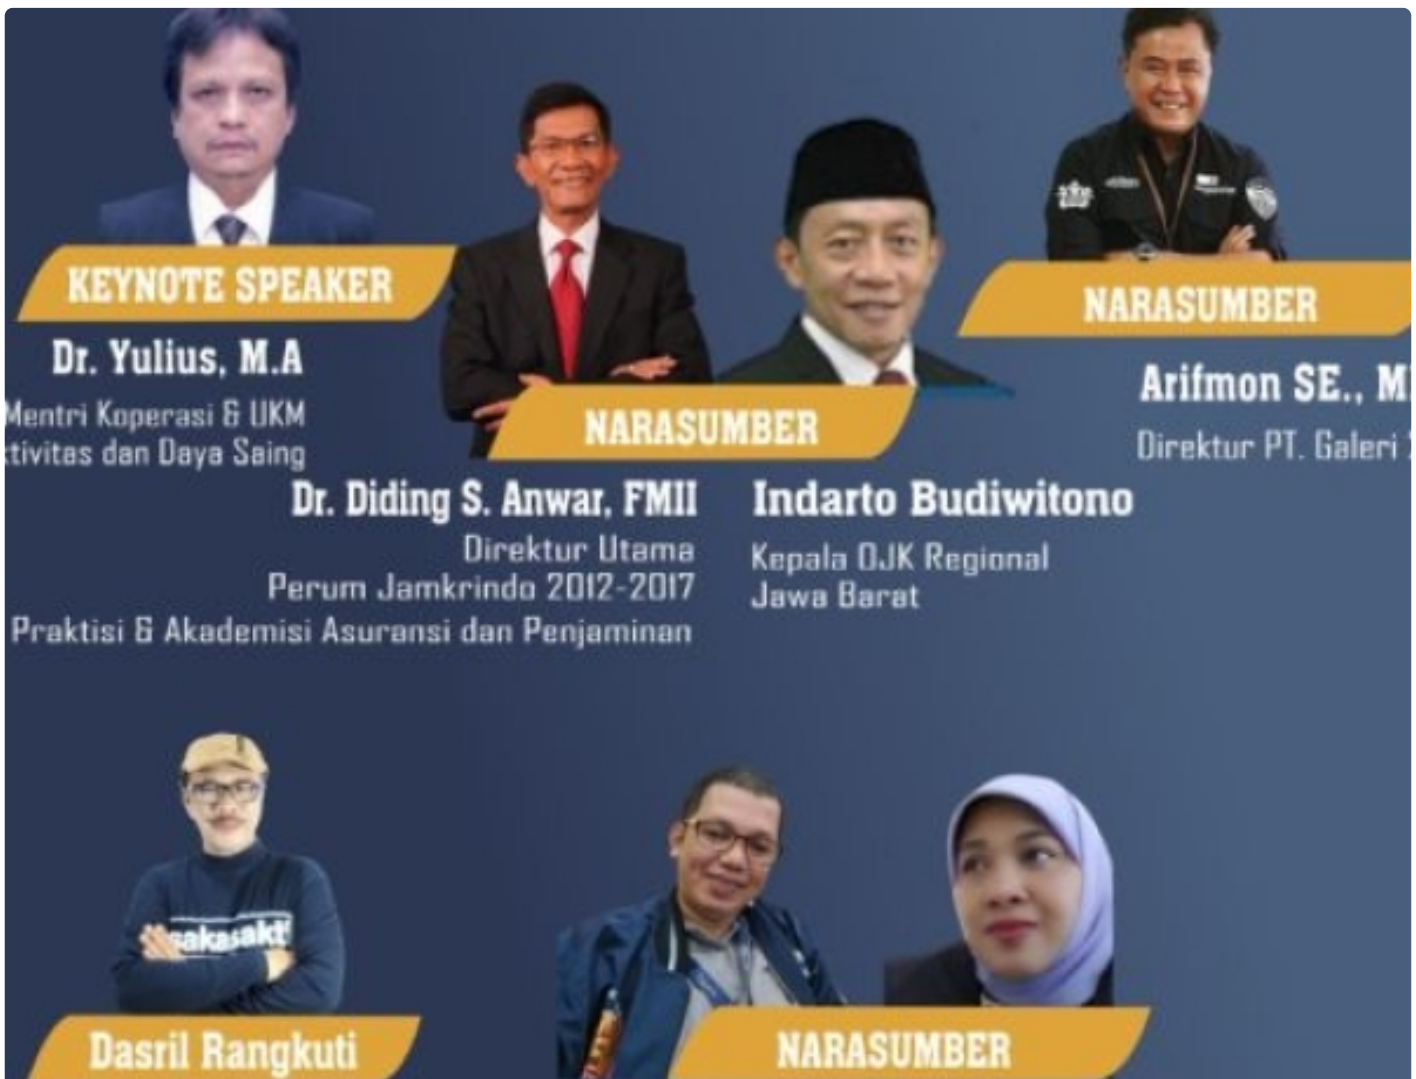 KEYNOTE SPEAKER
Dr. Yulius, M.A
Mentri Koperasi & UKM
ktivitas dan Daya Saing
NARASUMBER
Dr. Diding S. Anwar, FMII
Direktur Utama
Perum Jamkrindo 2012-2017
Praktisi & Akademisi Asuransi dan Penjaminan
Indarto Budiwitono
Kepala OJK Regional
Jawa Barat
NARASUMBER
Arifmon SE., M
Direktur PT. Galeri
sakasakti
Dasril Rangkuti
NARASUMBER